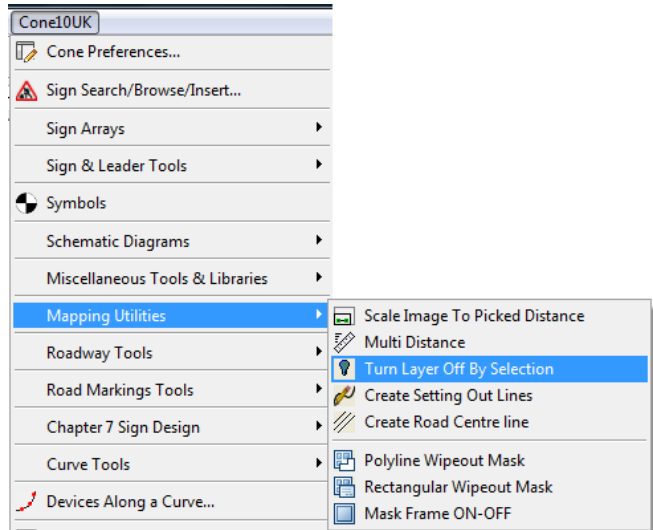 Cone10UK
Cone Preferences...
Sign Search/Browse/Insert...
Sign Arrays
Sign & Leader Tools
Symbols
Schematic Diagrams
Miscellaneous Tools & Libraries
Mapping Utilities
Roadway Tools
Road Markings Tools
Chapter 7 Sign Design
Curve Tools
Devices Along a Curve...
Scale Image To Picked Distance
Multi Distance
Turn Layer Off By Selection
Create Setting Out Lines
Create Road Centre line
Polyline Wipeout Mask
Rectangular Wipeout Mask
Mask Frame ON-OFF